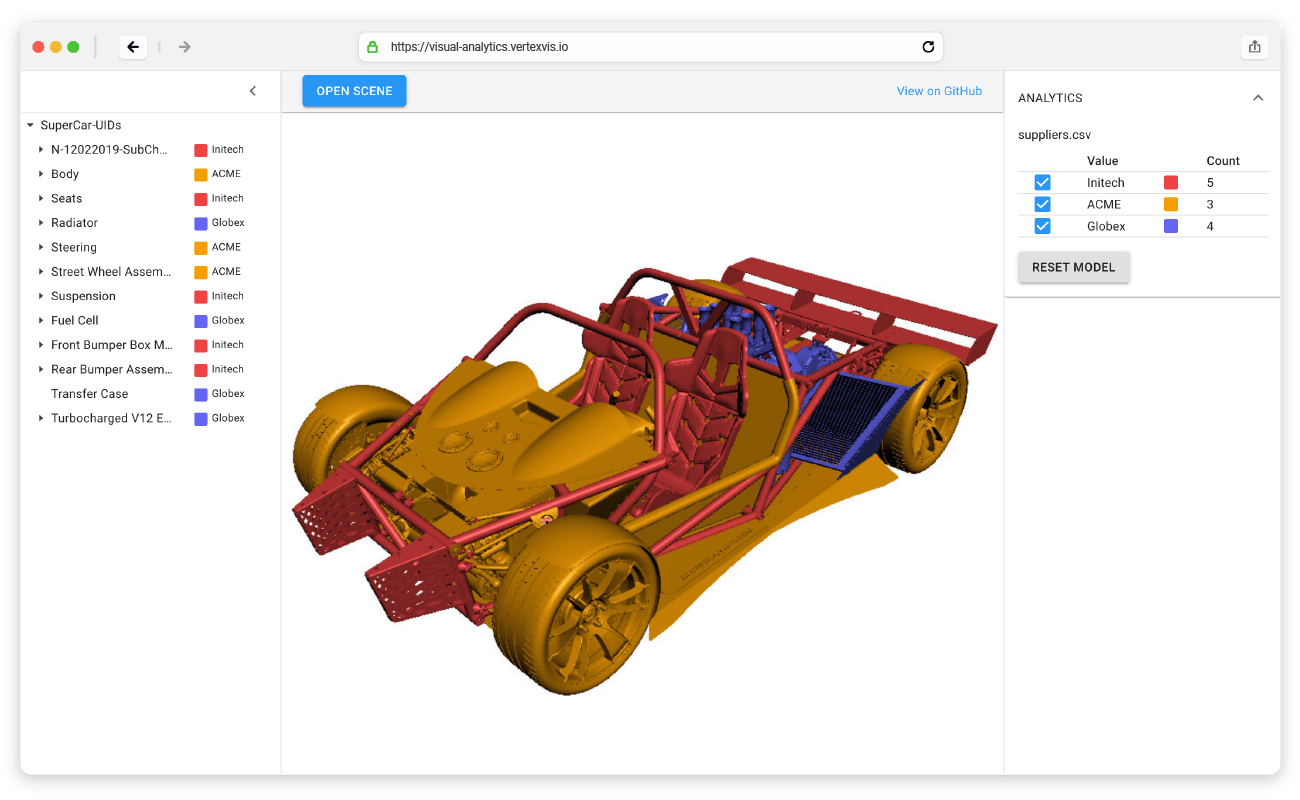 https://visual-analytics.vertexvis.io
OPEN SCENE
View on GitHub
SuperCar-UIDs
N-12022019-SubCh... Initech
Body ACME
Seats Initech
Radiator Globex
Steering ACME
Street Wheel Assem... ACME
Suspension Initech
Fuel Cell Globex
Front Bumper Box M... Initech
Rear Bumper Assem... Initech
Transfer Case Globex
Turbocharged V12 E... Globex
ANALYTICS
suppliers.csv
Value Count
Initech 5
ACME 3
Globex 4
RESET MODEL